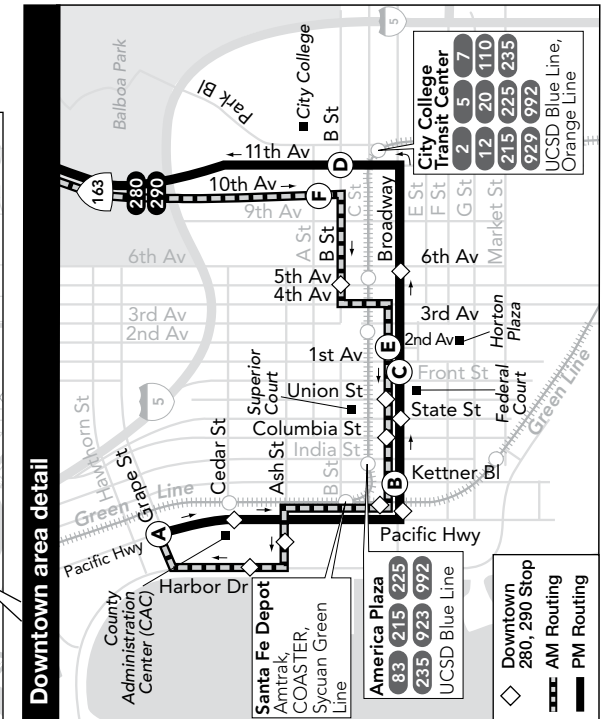 Downtown area detail
Balboa Park
Park Bl
5
City College
B St
11th Av
D
163
280
290
10th Av
F
9th Av
A St
B St
C St
Broadway
E St
F St
G St
Market St
City College
Transit Center
2 5 7
12 20 110
215 225 235
929 992
UCSD Blue Line,
Orange Line
6th Av
5th Av
4th Av
6th Av
3rd Av
2nd Av
3rd Av
2nd Av
Horton
Plaza
E
1st Av
C
Front St
Federal
Court
Superior
Court
Union St
State St
Columbia St
India St
B St
5
Hawthorn St
Grape St
Cedar St
Ash St
Green Line
Green Line
B
Kettner Bl
Pacific Hwy
Pacific Hwy
A
Harbor Dr
County
Administration
Center (CAC)
Santa Fe Depot
Amtrak,
COASTER,
Sycuan Green
Line
America Plaza
83 215 225
235 923 992
UCSD Blue Line
Downtown
280, 290 Stop
AM Routing
PM Routing